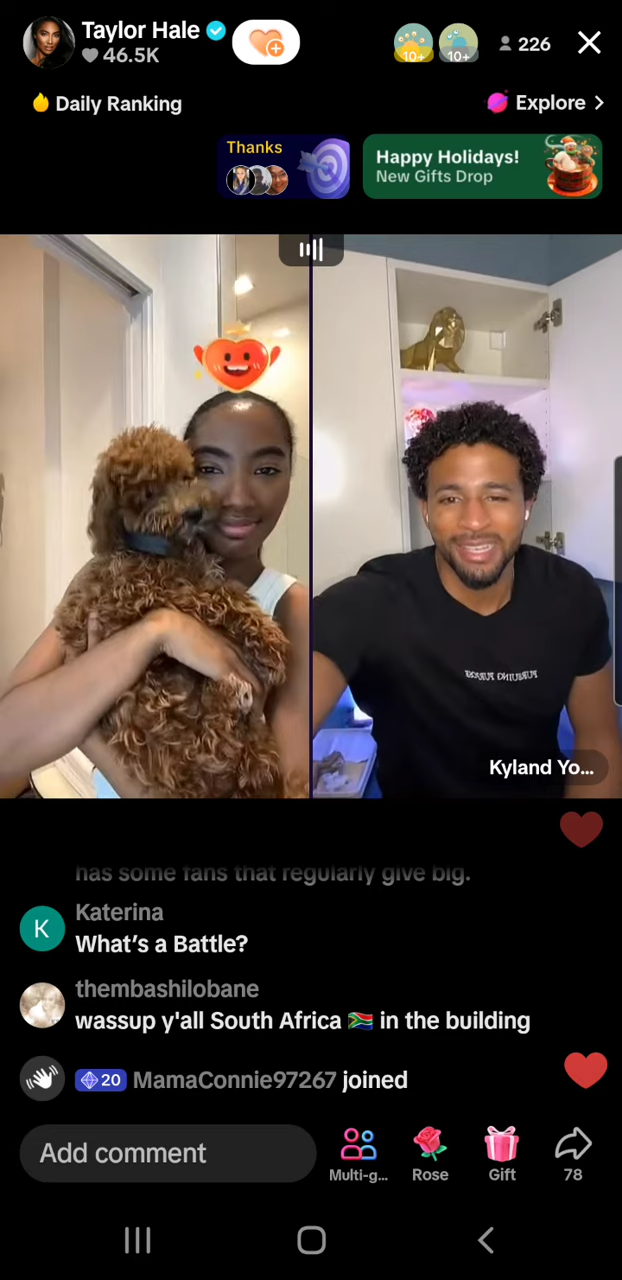 Taylor Hale
46.5K
10+
10+
226
Daily Ranking
Explore >
Thanks
Happy Holidays!
New Gifts Drop
Kyland Yo...
has some fans that regularly give big.
K
Katerina
What's a Battle?
thembashilobane
wassup y'all South Africa 🇿🇦 in the building
20 MamaConnie97267 joined
Add comment
Multi-g...
Rose
Gift
78